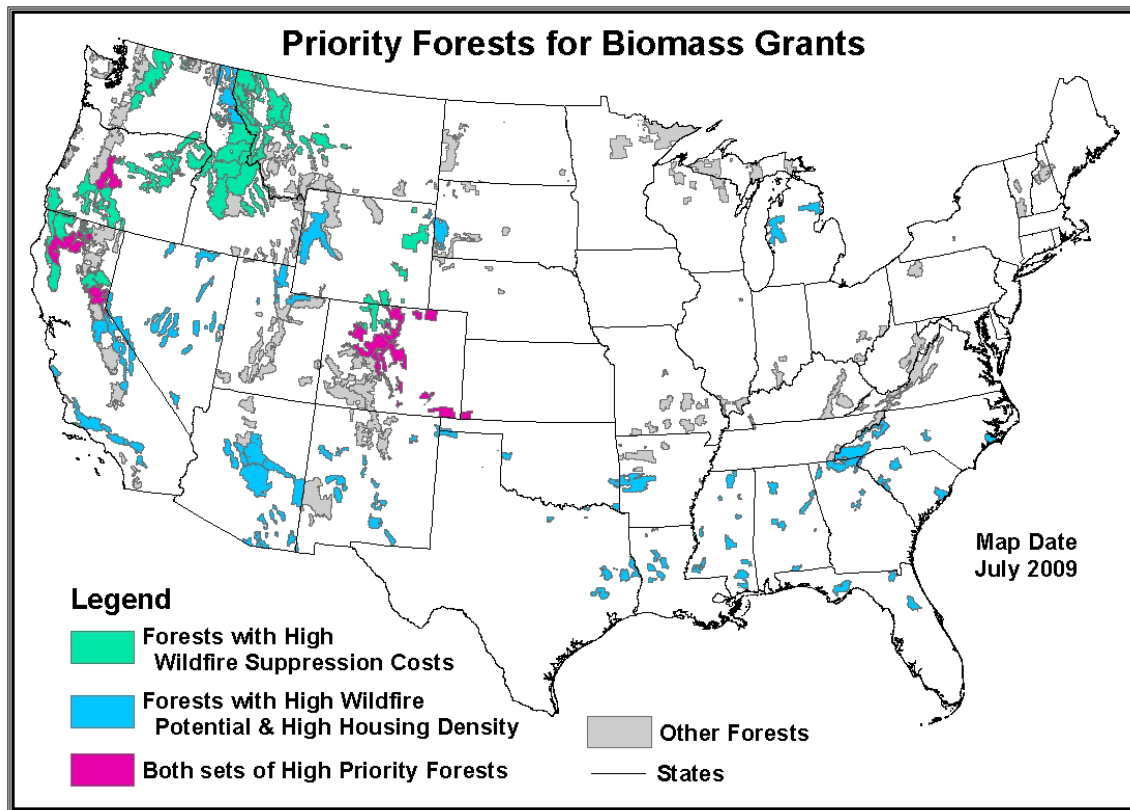 Priority Forests for Biomass Grants
Map Date
July 2009
Legend
Forests with High
Wildfire Suppression Costs
Forests with High Wildfire
Potential & High Housing Density
Both sets of High Priority Forests
Other Forests
States